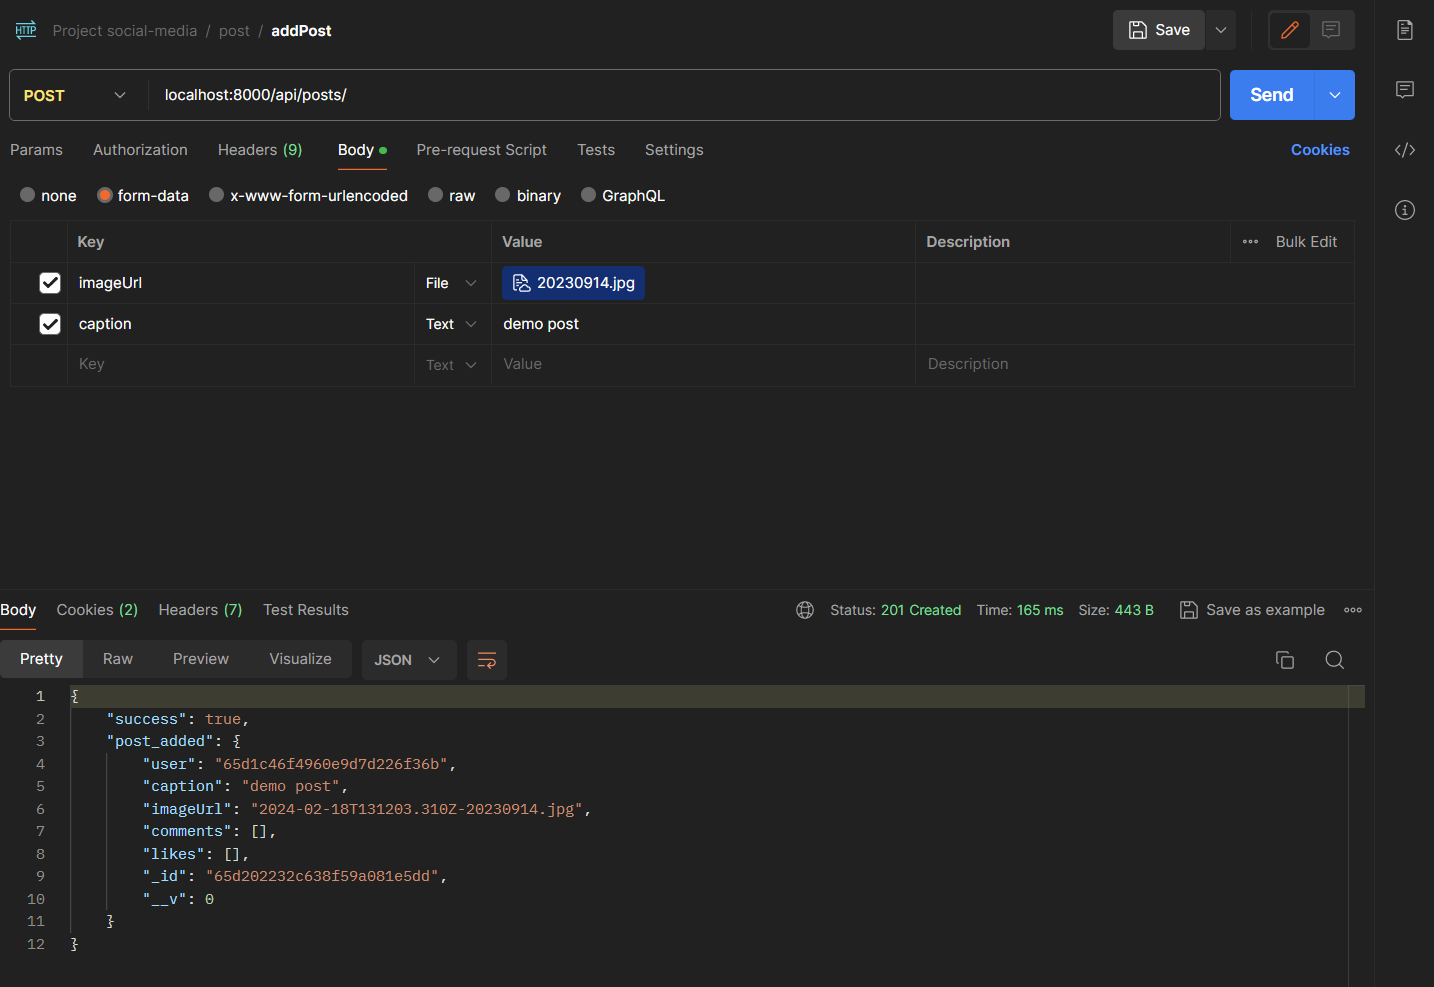 HTTP Project social-media / post / addPost Save
POST localhost:8000/api/posts/ Send
Params Authorization Headers (9) Body Pre-request Script Tests Settings Cookies
none form-data x-www-form-urlencoded raw binary GraphQL
Key Value Description Bulk Edit
imageUrl File 20230914.jpg
caption Text demo post
Key Text Value Description
Body Cookies (2) Headers (7) Test Results Status: 201 Created Time: 165 ms Size: 443 B Save as example
Pretty Raw Preview Visualize JSON
1 {
2 "success": true,
3 "post_added": {
4 "user": "65d1c46f4960e9d7d226f36b",
5 "caption": "demo post",
6 "imageUrl": "2024-02-18T131203.310Z-20230914.jpg",
7 "comments": [],
8 "likes": [],
9 "_id": "65d202232c638f59a081e5dd",
10 "__v": 0
11 }
12 }